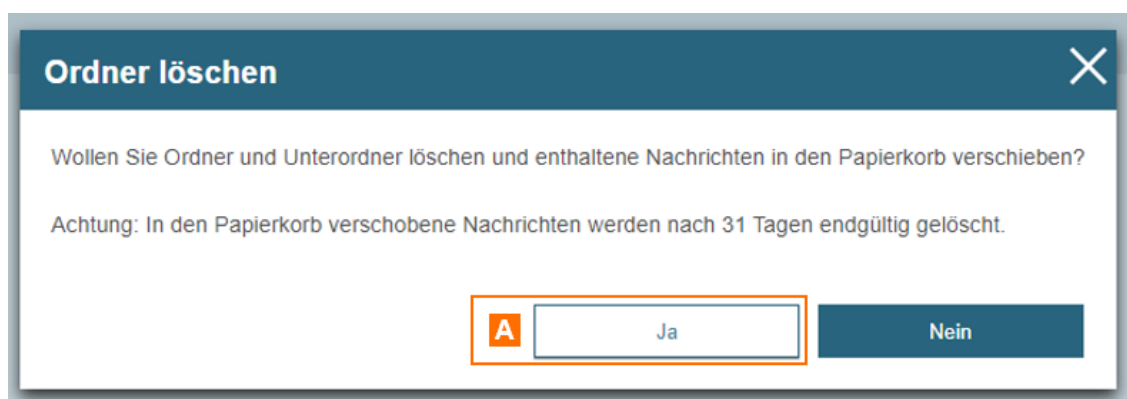 Ordner löschen
Wollen Sie Ordner und Unterordner löschen und enthaltene Nachrichten in den Papierkorb verschieben?
Achtung: In den Papierkorb verschobene Nachrichten werden nach 31 Tagen endgültig gelöscht.
A Ja Nein